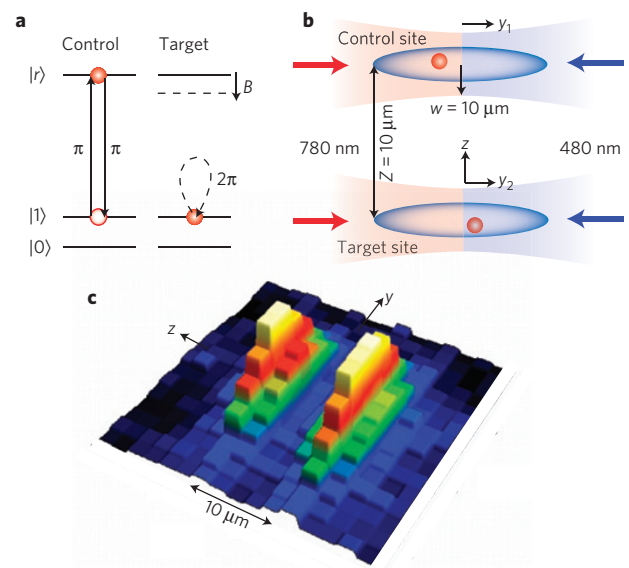 a
Control Target
|r⟩
B
π π
2π
|1⟩
|0⟩
b
y₁
Control site
w = 10 μm
780 nm
Z = 10 μm
z
480 nm
y₂
Target site
c
y
z
10 μm